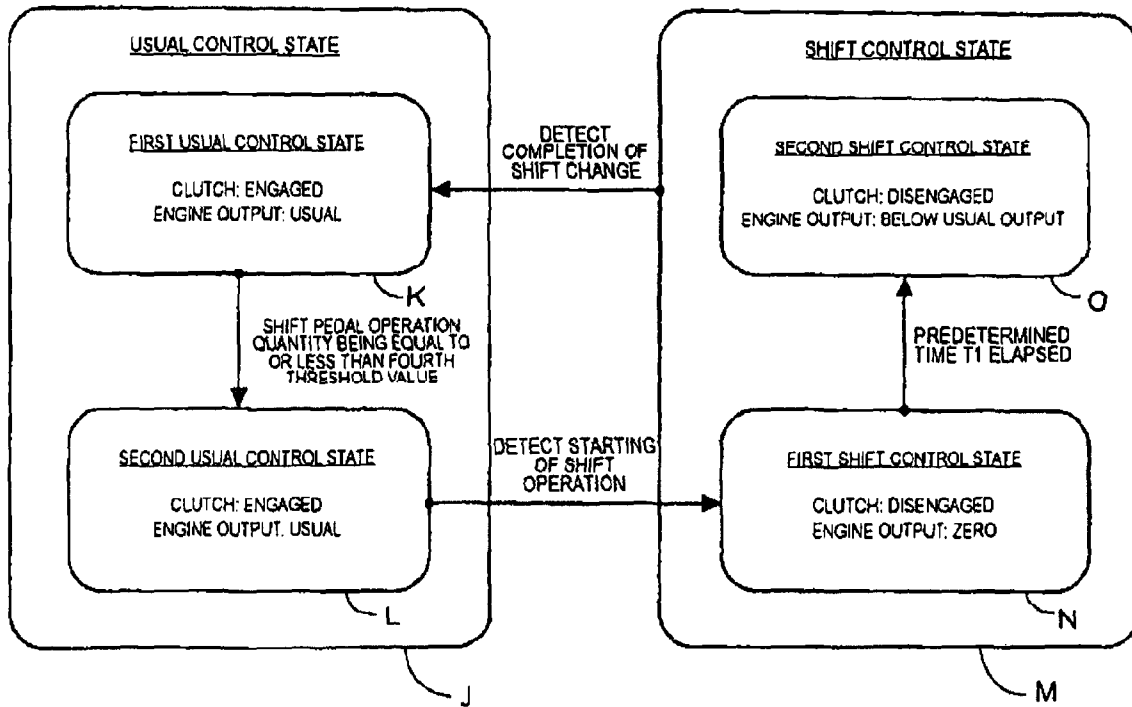 USUAL CONTROL STATE
FIRST USUAL CONTROL STATE
CLUTCH: ENGAGED
ENGINE OUTPUT: USUAL
K
SHIFT PEDAL OPERATION
QUANTITY BEING EQUAL TO
OR LESS THAN FOURTH
THRESHOLD VALUE
SECOND USUAL CONTROL STATE
CLUTCH: ENGAGED
ENGINE OUTPUT: USUAL
L
J
DETECT
COMPLETION OF
SHIFT CHANGE
DETECT STARTING
OF SHIFT
OPERATION
SHIFT CONTROL STATE
SECOND SHIFT CONTROL STATE
CLUTCH: DISENGAGED
ENGINE OUTPUT: BELOW USUAL OUTPUT
O
PREDETERMINED
TIME T1 ELAPSED
FIRST SHIFT CONTROL STATE
CLUTCH: DISENGAGED
ENGINE OUTPUT: ZERO
N
M